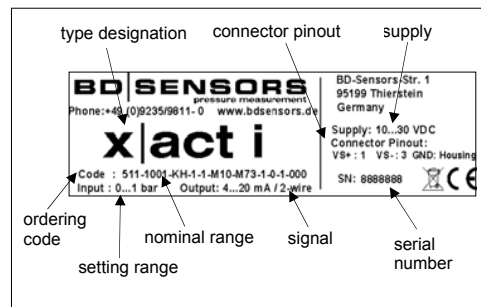 type designation
connector pinout
supply
BD|SENSORS
pressure measurement
Phone:+49 (0)9235/9811- 0 www.bdsensors.de
x|act i
Code : 511-1001-KH-1-1-M10-M73-1-0-1-000
Input : 0...1 bar Output: 4...20 mA / 2-wire
BD-Sensors-Str. 1
95199 Thierstein
Germany
Supply: 10...30 VDC
Connector Pinout:
VS+ : 1 VS-: 3 GND: Housing
SN: 8888888
CE
ordering
code
setting range
nominal range
signal
serial
number